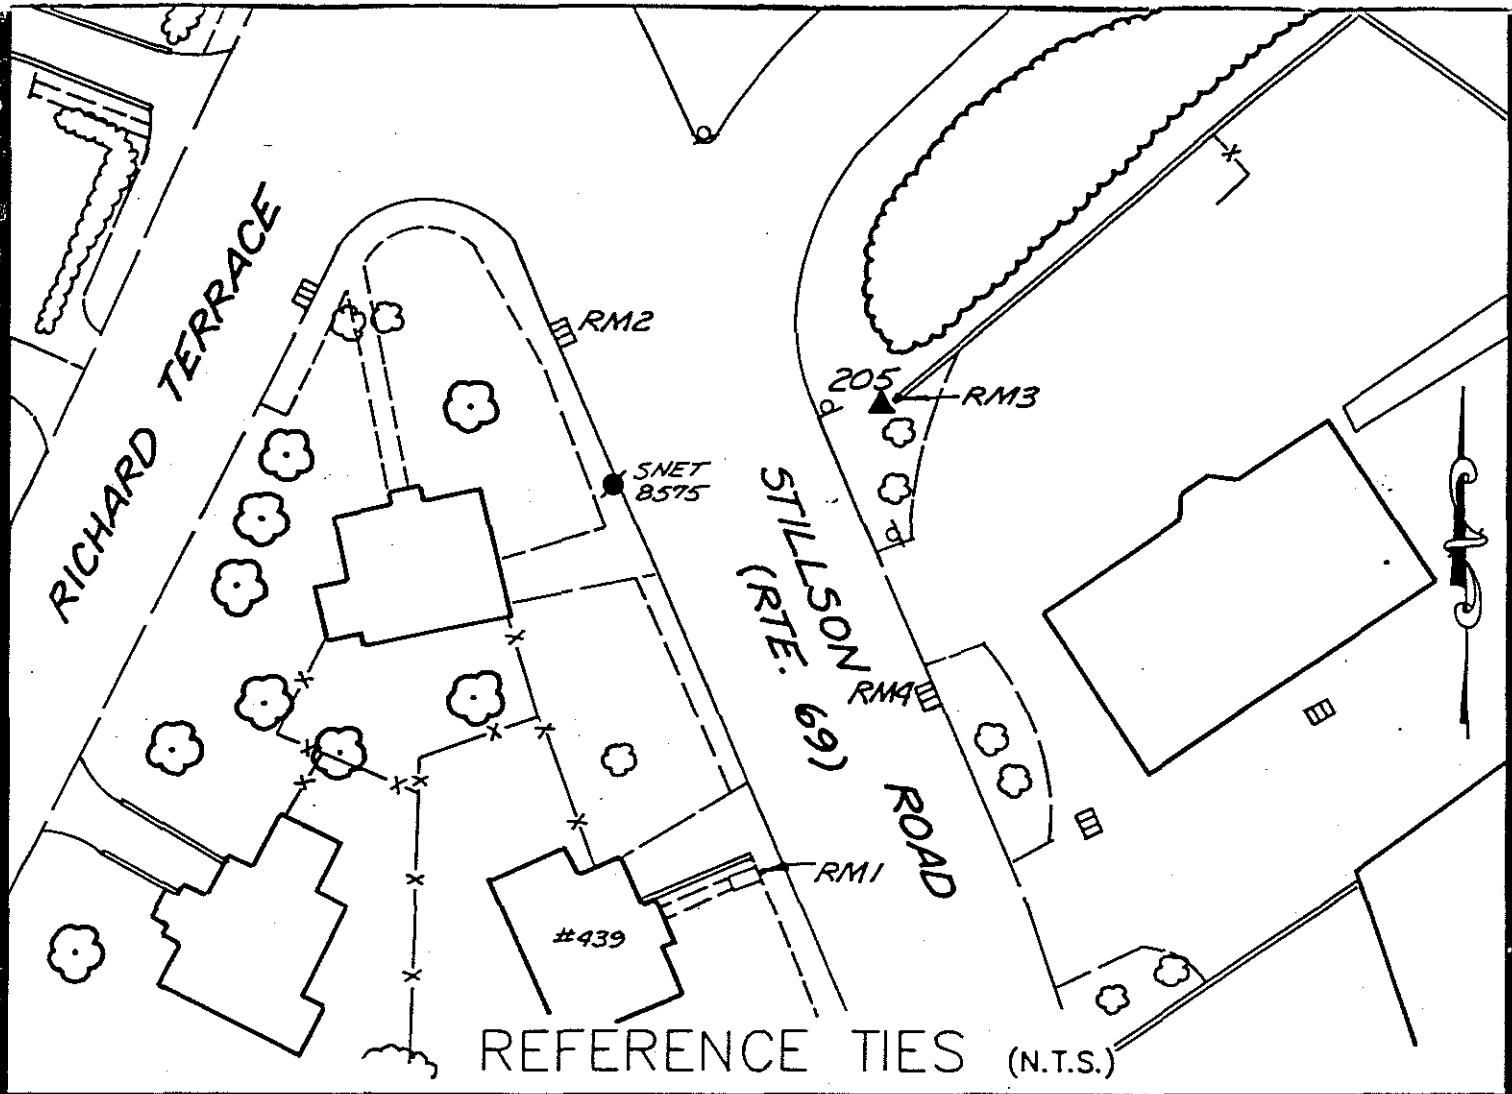 RICHARD TERRACE
RM2
205
RM3
SNET
8575
STILLSON ROAD
(RTE. 69)
RM4
RM1
#439
REFERENCE TIES (N.T.S.)